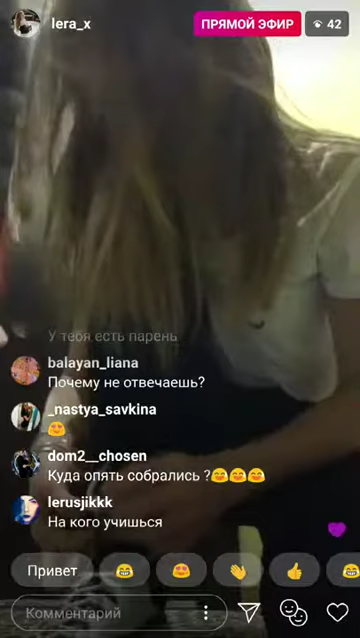 lera_x
ПРЯМОЙ ЭФИР
42
У тебя есть парень
balayan_liana
Почему не отвечаешь?
_nastya_savkina
😍
dom2__chosen
Куда опять собрались ?😄😄😄
lerusjikkk
На кого учишься
Привет
Комментарий